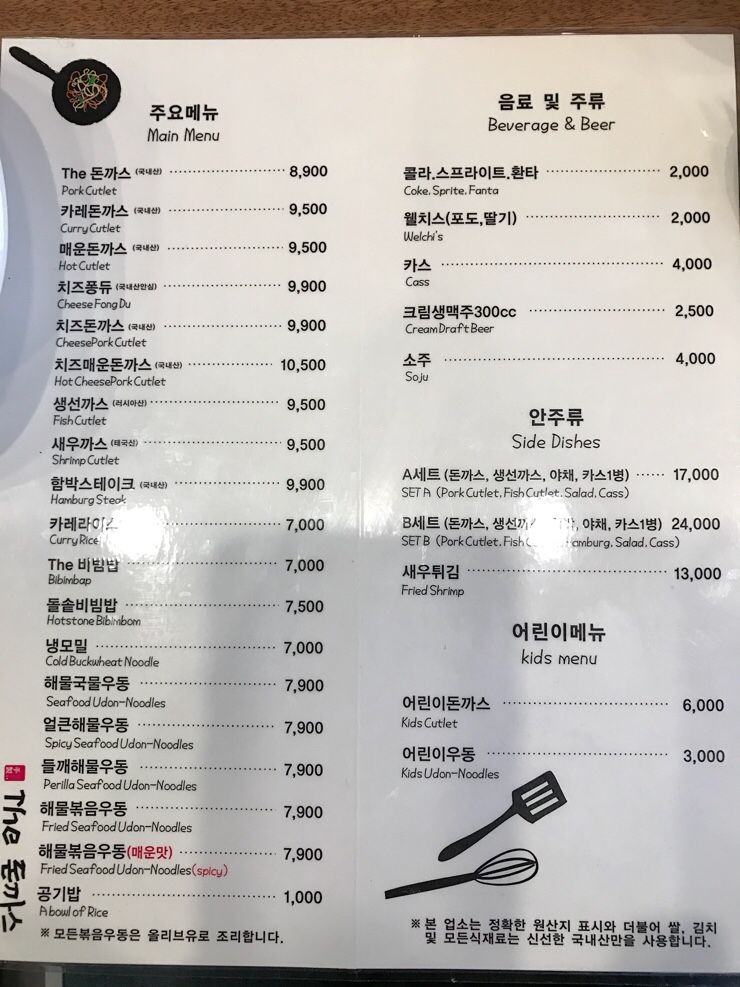 주요메뉴
Main Menu
The 돈까스 (국내산) 8,900
Pork Cutlet
카레돈까스 (국내산) 9,500
Curry Cutlet
매운돈까스 (국내산) 9,500
Hot Cutlet
치즈퐁듀 (국내산안심) 9,900
Cheese Fong Du
치즈돈까스 (국내산) 9,900
CheesePork Cutlet
치즈매운돈까스 (국내산) 10,500
Hot CheesePork Cutlet
생선까스 (러시아산) 9,500
Fish Cutlet
새우까스 (태국산) 9,500
Shrimp Cutlet
함박스테이크 (국내산) 9,900
Hamburg Steak
카레라이스 7,000
Curry Rice
The 비빔밥 7,000
Bibimbap
돌솥비빔밥 7,500
Hotstone Bibimbom
냉모밀 7,000
Cold Buckwheat Noodle
해물국물우동 7,900
Seafood Udon-Noodles
얼큰해물우동 7,900
Spicy Seafood Udon-Noodles
들깨해물우동 7,900
Perilla Seafood Udon-Noodles
해물볶음우동 7,900
Fried Seafood Udon-Noodles
해물볶음우동(매운맛) 7,900
Fried Seafood Udon-Noodles(spicy)
공기밥 1,000
A bowl of Rice
※ 모든볶음우동은 올리브유로 조리합니다.
The 돈까스
음료 및 주류
Beverage & Beer
콜라.스프라이트.환타 2,000
Coke. Sprite. Fanta
웰치스(포도,딸기) 2,000
Welchi's
카스 4,000
Cass
크림생맥주300cc 2,500
Cream Draft Beer
소주 4,000
Soju
안주류
Side Dishes
A세트 (돈까스, 생선까스, 야채, 카스1병) 17,000
SET A (Pork Cutlet. Fish Cutlet. Salad. Cass)
B세트 (돈까스, 생선까스, 야채, 카스1병) 24,000
SET B (Pork Cutlet. Fish Hamburg. Salad. Cass)
새우튀김 13,000
Fried Shrimp
어린이메뉴
kids menu
어린이돈까스 6,000
Kids Cutlet
어린이우동 3,000
Kids Udon-Noodles
※ 본 업소는 정확한 원산지 표시와 더불어 쌀, 김치
및 모든식재료는 신선한 국내산만을 사용합니다.